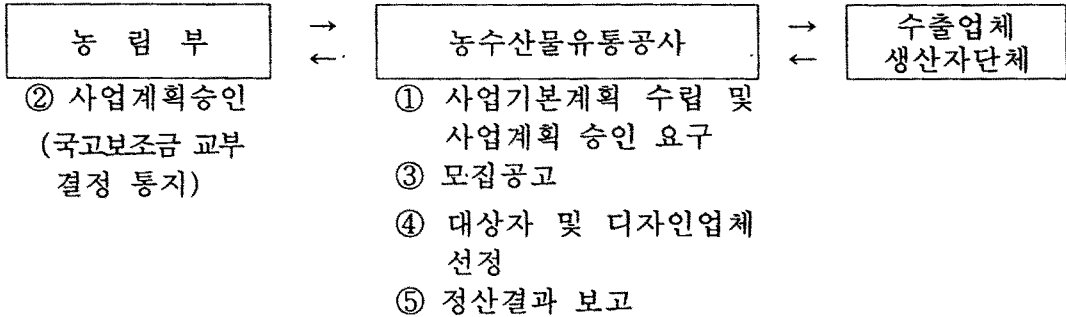 농 림 부 → ← 농수산물유통공사 → ← 수출업체
생산자단체
② 사업계획승인
(국고보조금 교부
결정 통지)
① 사업기본계획 수립 및
사업계획 승인 요구
③ 모집공고
④ 대상자 및 디자인업체
선정
⑤ 정산결과 보고